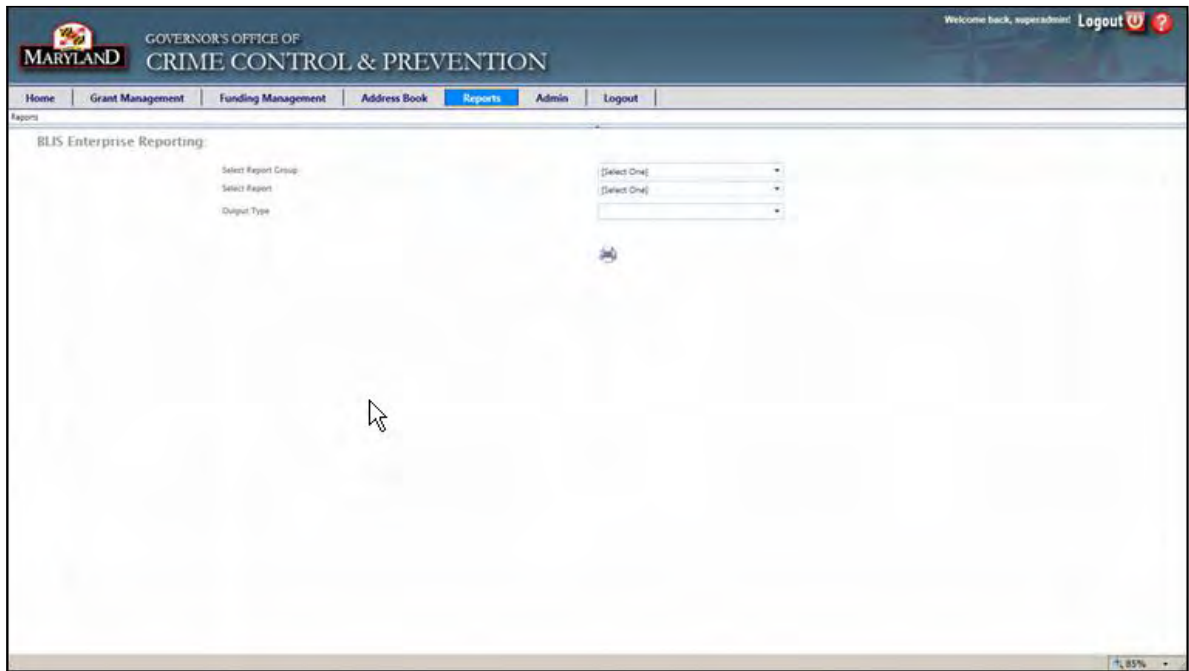 Welcome back, superadmin! Logout
?
MARYLAND
GOVERNOR'S OFFICE OF
CRIME CONTROL & PREVENTION
Home Grant Management Funding Management Address Book Reports Admin Logout
Reports
BLIS Enterprise Reporting:
Select Report Group [Select One]
Select Report [Select One]
Output Type
85%